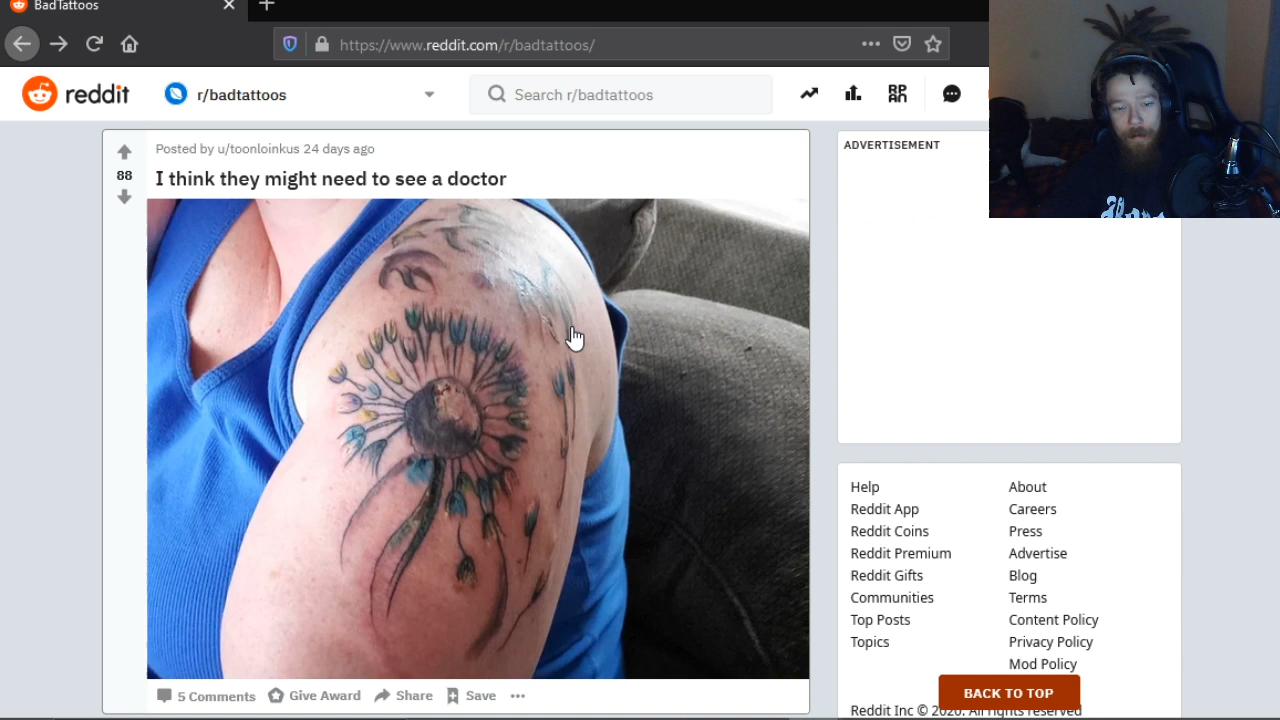 BadTattoos
https://www.reddit.com/r/badtattoos/
reddit
r/badtattoos
Search r/badtattoos
Posted by u/toonloinkus 24 days ago
88
I think they might need to see a doctor
5 Comments
Give Award
Share
Save
ADVERTISEMENT
Help
About
Reddit App
Careers
Reddit Coins
Press
Reddit Premium
Advertise
Reddit Gifts
Blog
Communities
Terms
Top Posts
Content Policy
Topics
Privacy Policy
Mod Policy
BACK TO TOP
Reddit Inc © 2020. All rights reserved